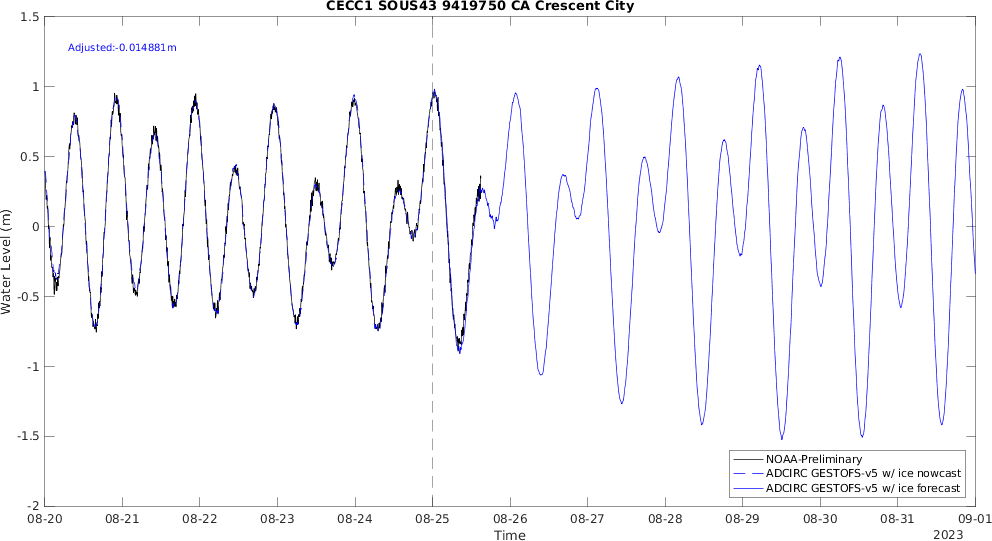 CECC1 SOUS43 9419750 CA Crescent City
Adjusted:-0.014881m
Water Level (m)
1.5
1
0.5
0
-0.5
-1
-1.5
-2
NOAA-Preliminary
ADCIRC GESTOFS-v5 w/ ice nowcast
ADCIRC GESTOFS-v5 w/ ice forecast
08-20 08-21 08-22 08-23 08-24 08-25 08-26 08-27 08-28 08-29 08-30 08-31 09-01
Time
2023